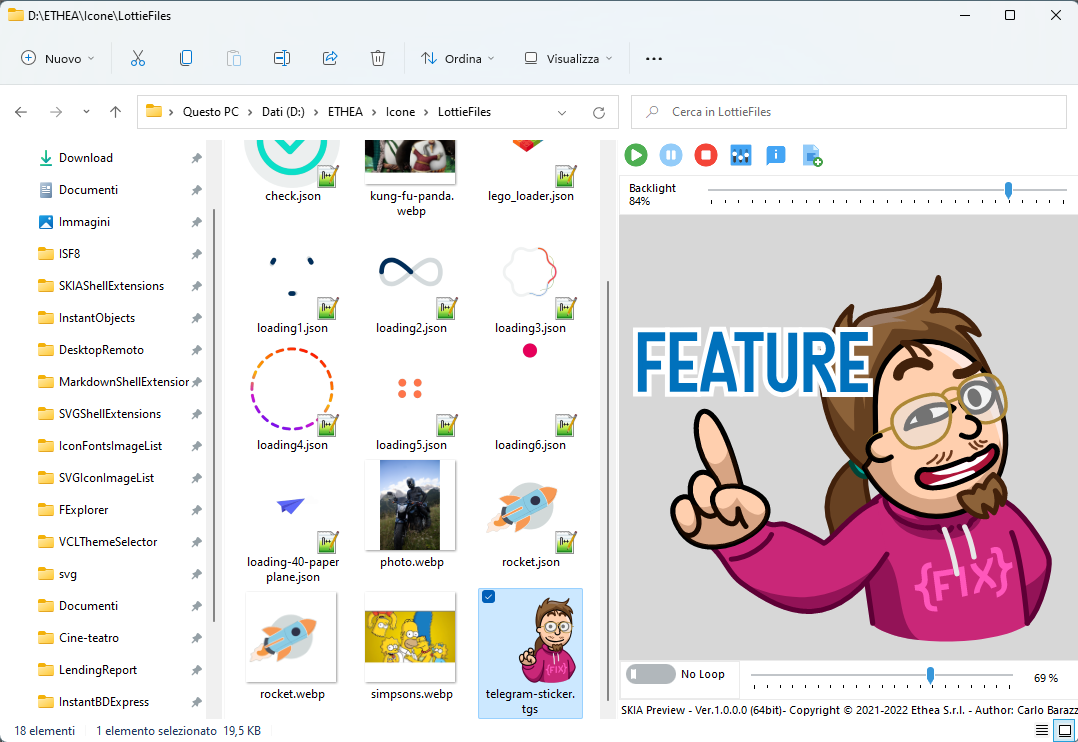 D:\ETHEA\Icone\LottieFiles
Nuovo
Ordina
Visualizza
Questo PC > Dati (D:) > ETHEA > Icone > LottieFiles
Cerca in LottieFiles
Download
Documenti
Immagini
ISF8
SKIAShellExtensions
InstantObjects
DesktopRemoto
MarkdownShellExtension
SVGShellExtensions
IconFontsImageList
SVGIconImageList
FExplorer
VCLThemeSelector
svg
Documenti
Cine-teatro
LendingReport
InstantBDExpress
check.json
kung-fu-panda.
webp
lego_loader.json
loading1.json
loading2.json
loading3.json
loading4.json
loading5.json
loading6.json
loading-40-paper
plane.json
photo.webp
rocket.json
rocket.webp
simpsons.webp
telegram-sticker.
tgs
Backlight
84%
FEATURE
{FIX}
No Loop
69 %
SKIA Preview - Ver.1.0.0.0 (64bit)- Copyright © 2021-2022 Ethea S.r.l. - Author: Carlo Barazz
18 elementi
1 elemento selezionato 19,5 KB